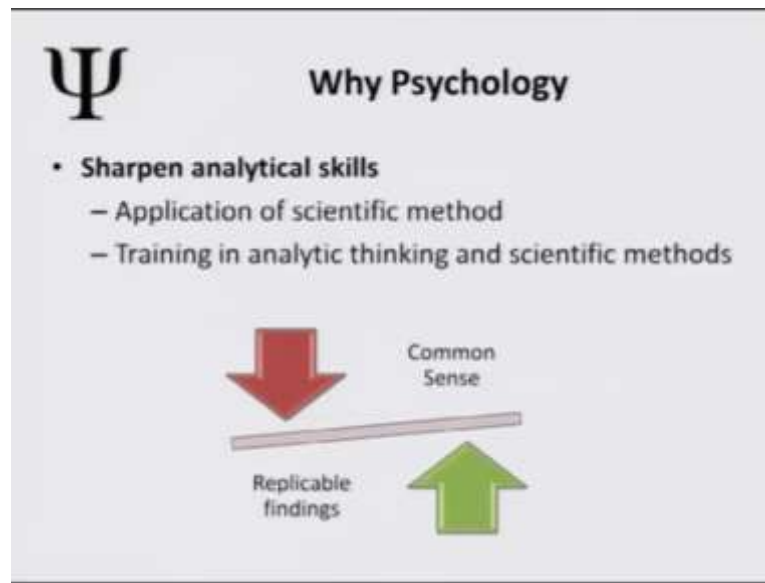 Ψ
Why Psychology
• Sharpen analytical skills
– Application of scientific method
– Training in analytic thinking and scientific methods
Common
Sense
Replicable
findings